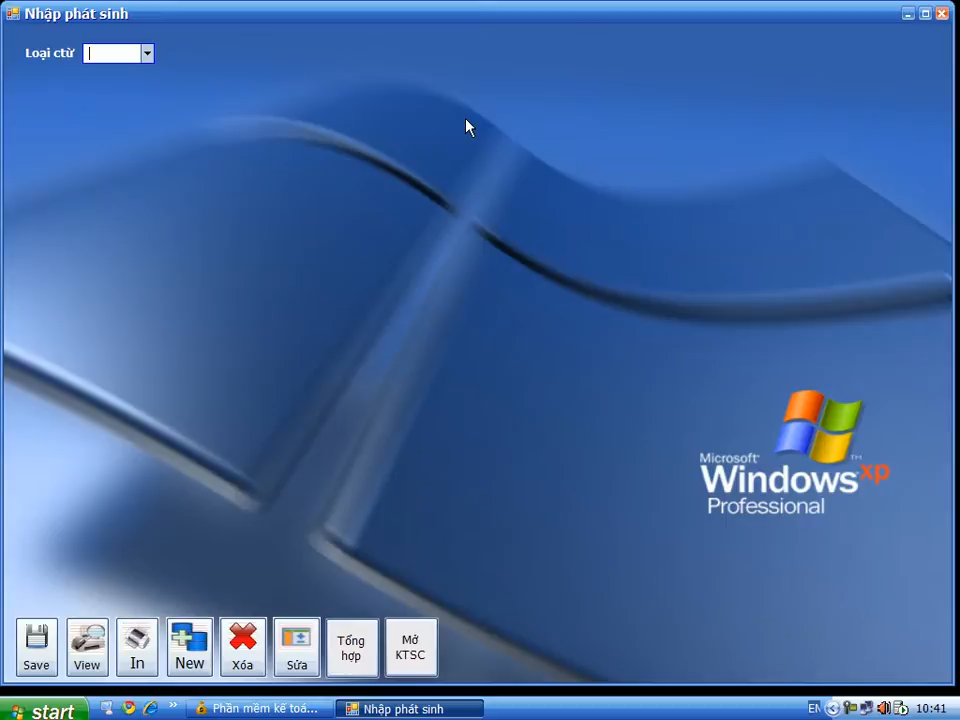 Nhập phát sinh
Loại ctừ
Microsoft
Windows xp
TM
Professional
Save
View
In
New
Xóa
Sửa
Tổng
hợp
Mở
KTSC
start
Phần mềm kế toá...
Nhập phát sinh
EN
10:41